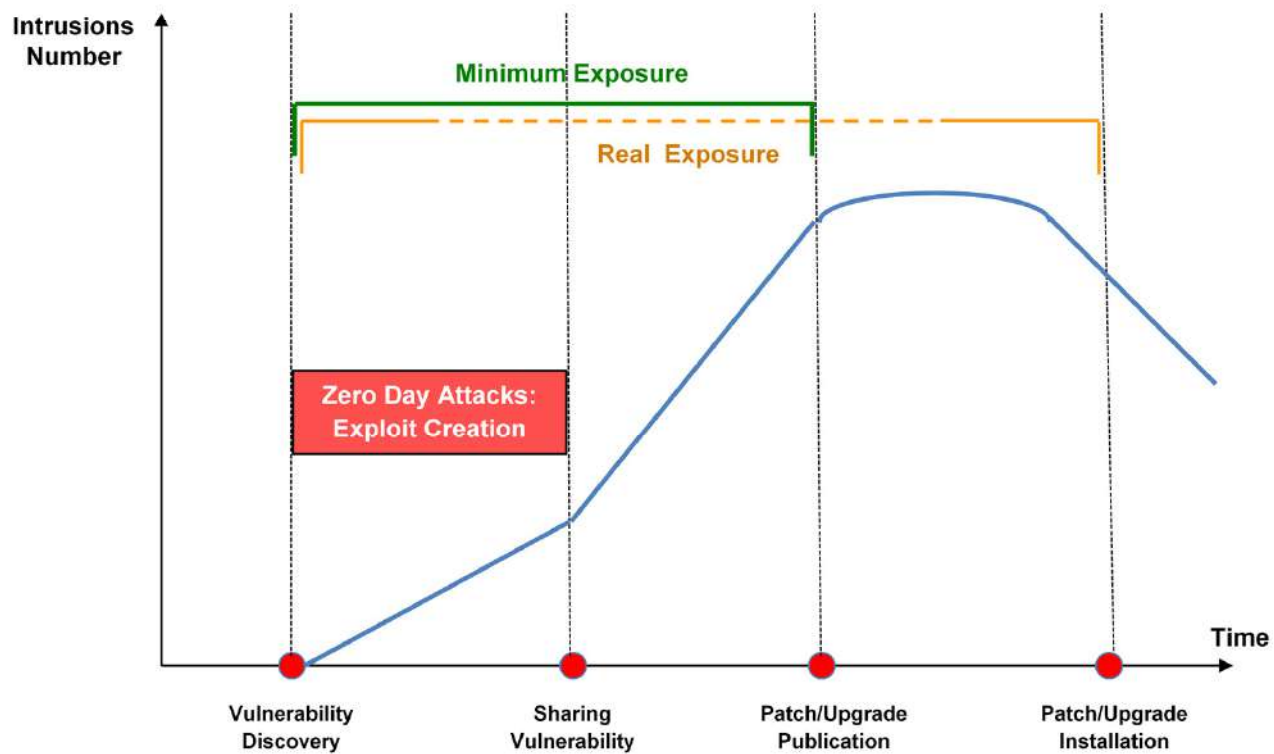 Intrusions
Number
Minimum Exposure
Real Exposure
Zero Day Attacks:
Exploit Creation
Time
Vulnerability
Discovery
Sharing
Vulnerability
Patch/Upgrade
Publication
Patch/Upgrade
Installation